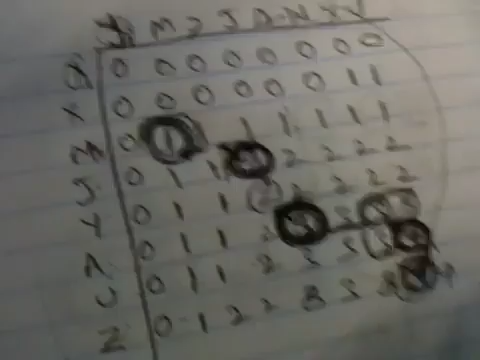 M J A
0 0 0 0 0 0 0 0
X 0 0 0 0 0 0 1 1
M 0 1 1 1 1 1 1 1
J 0 1 1 2 2 2 2 2
Y 0 1 1 2 2 2 2 2
A 0 1 1 2 3 3 3 3
U 0 1 1 2 3 3 3
Z 0 1 2 2 3 3 3